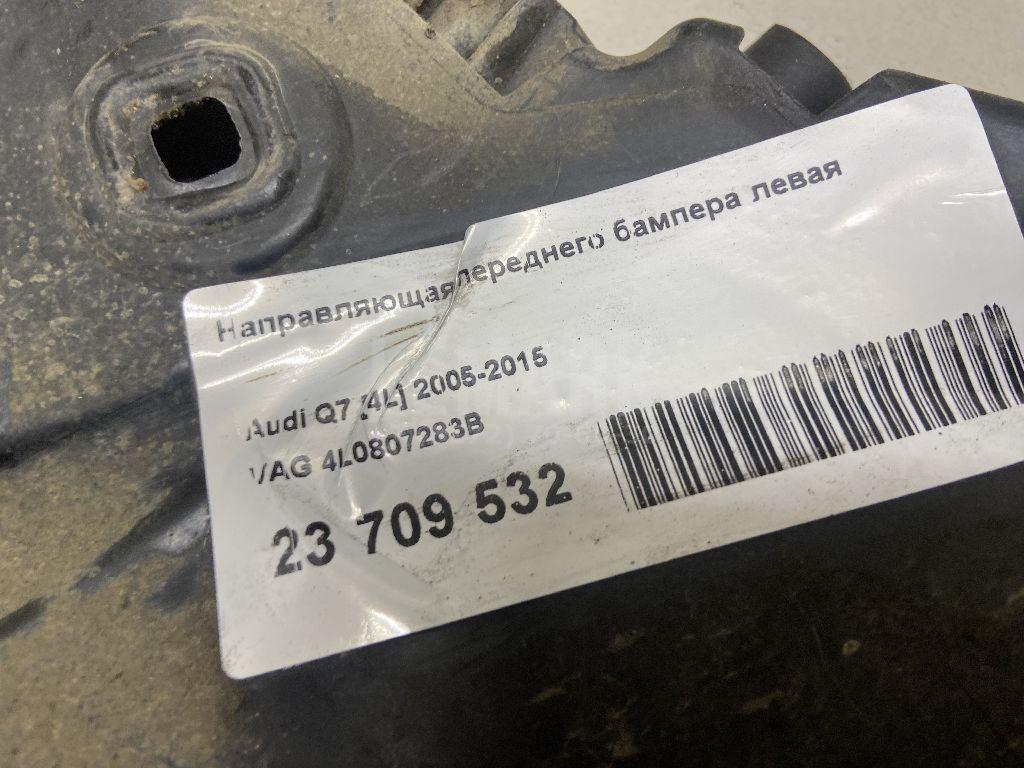 Направляющая переднего бампера левая
Audi Q7 [4L] 2005-2015
VAG 4L0807283B
23 709 532